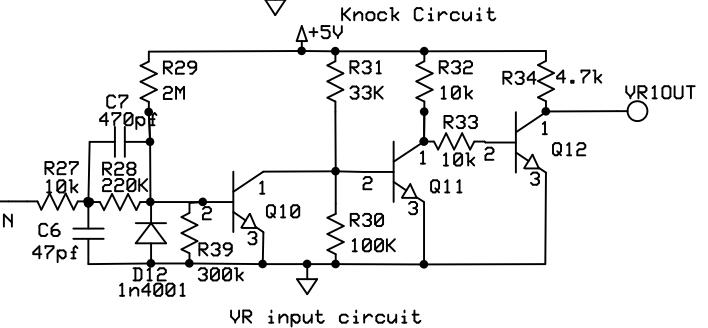 Knock Circuit
+5V
R29
2M
R31
33K
R32
10k
R34
4.7k
VR1OUT
C7
470pf
R33
10k
1
Q12
2
3
R27
10k
R28
220K
1
2
Q11
3
1
Q10
2
3
N
C6
47pf
R39
300k
R30
100K
D12
1n4001
VR input circuit